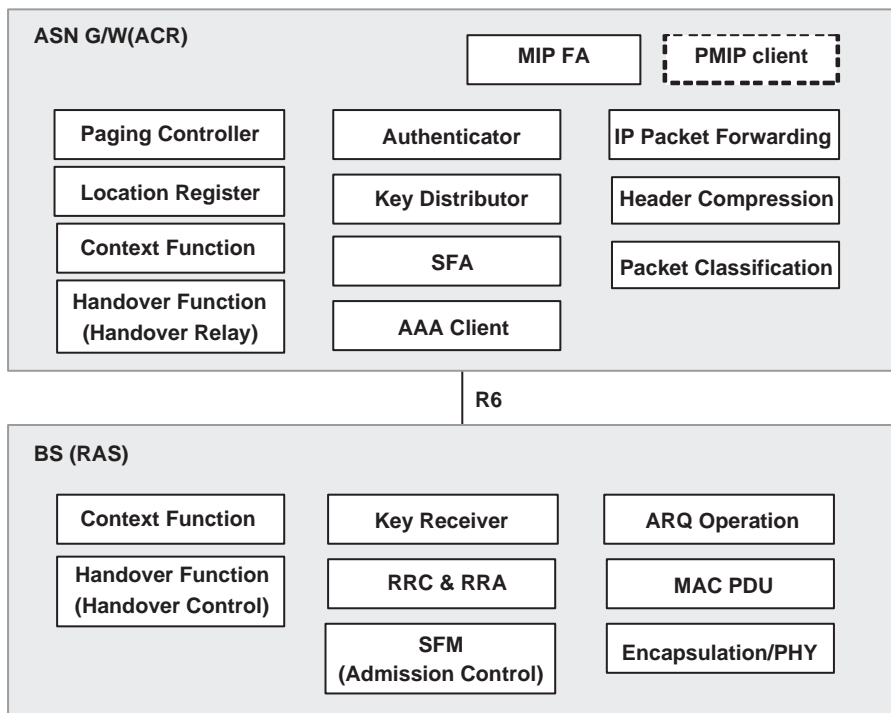 ASN G/W(ACR)
MIP FA
PMIP client
Paging Controller
Authenticator
IP Packet Forwarding
Location Register
Key Distributor
Header Compression
Context Function
SFA
Packet Classification
Handover Function
(Handover Relay)
AAA Client
R6
BS (RAS)
Context Function
Key Receiver
ARQ Operation
Handover Function
(Handover Control)
RRC & RRA
MAC PDU
SFM
(Admission Control)
Encapsulation/PHY